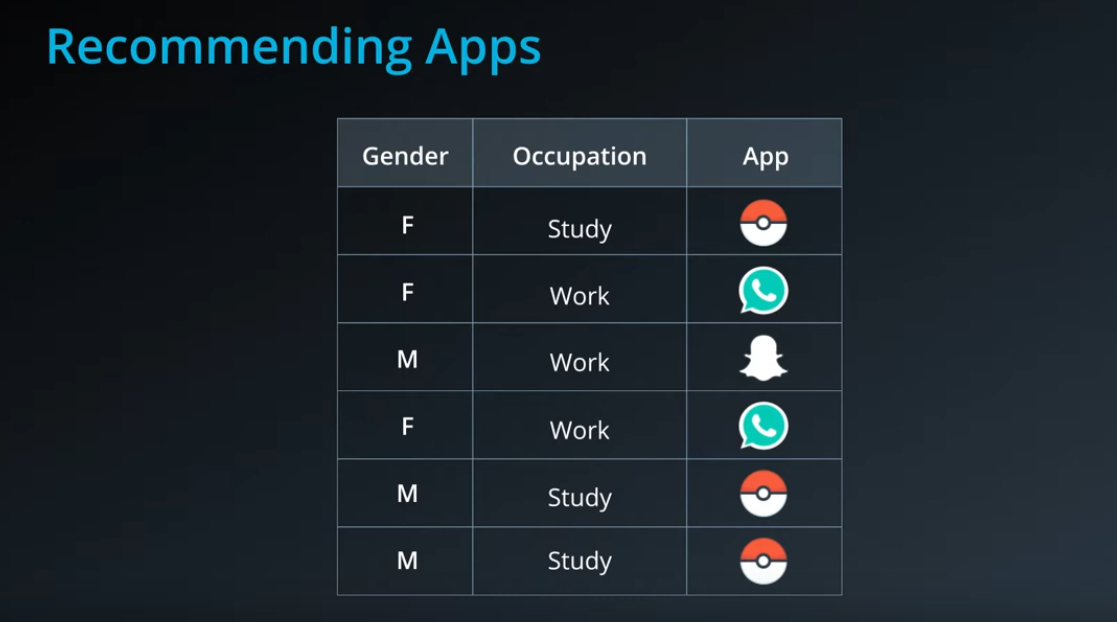 Recommending Apps
Gender Occupation App
F Study
F Work
M Work
F Work
M Study
M Study